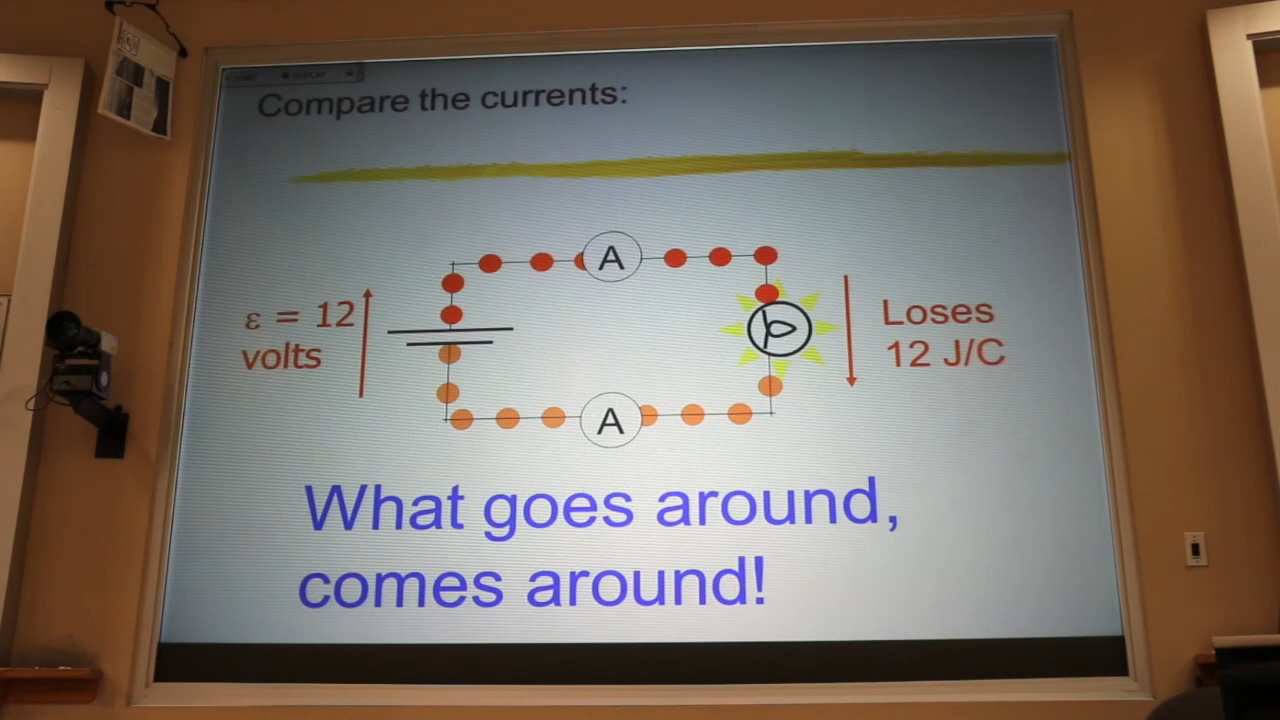 Compare the currents:
A
ε = 12
volts
Loses
12 J/C
A
What goes around,
comes around!